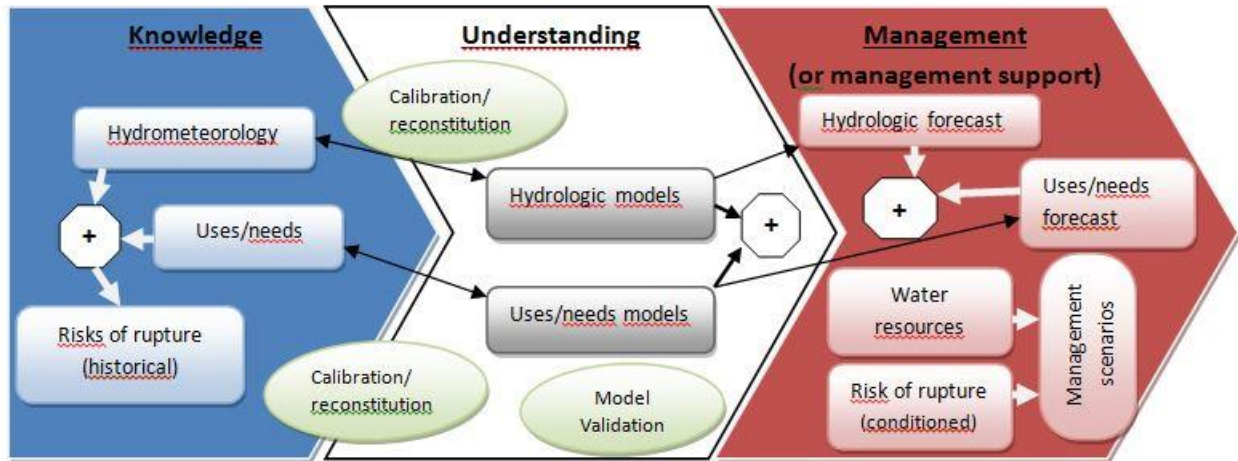 Knowledge
Hydrometeorology
+
Uses/needs
Risks of rupture
(historical)
Understanding
Calibration/
reconstitution
Hydrologic models
+
Uses/needs models
Calibration/
reconstitution
Model
Validation
Management
(or management support)
Hydrologic forecast
+
Uses/needs
forecast
Water
resources
Risk of rupture
(conditioned)
Management
scenarios